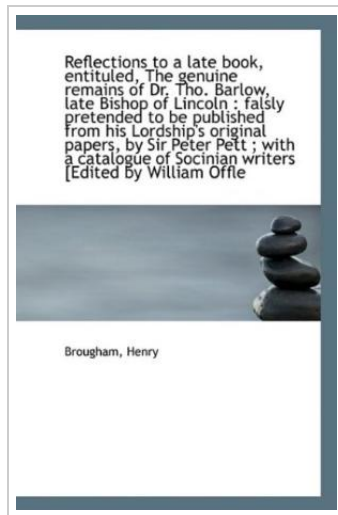 Reflections to a late book,
entituled, The genuine
remains of Dr. Tho. Barlow,
late Bishop of Lincoln : falsly
pretended to be published
from his Lordship's original
papers, by Sir Peter Pett ; with
a catalogue of Socinian writers
[Edited by William Offle
Brougham, Henry